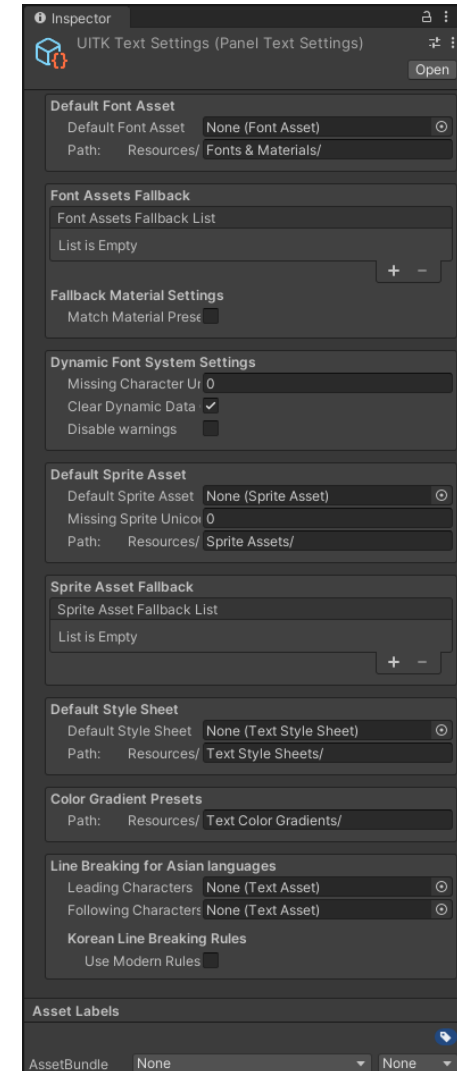 Inspector
UITK Text Settings (Panel Text Settings)
Open
Default Font Asset
Default Font Asset None (Font Asset)
Path: Resources/ Fonts & Materials/
Font Assets Fallback
Font Assets Fallback List
List is Empty
+ −
Fallback Material Settings
Match Material Prese
Dynamic Font System Settings
Missing Character Un 0
Clear Dynamic Data
Disable warnings
Default Sprite Asset
Default Sprite Asset None (Sprite Asset)
Missing Sprite Unico 0
Path: Resources/ Sprite Assets/
Sprite Asset Fallback
Sprite Asset Fallback List
List is Empty
+ −
Default Style Sheet
Default Style Sheet None (Text Style Sheet)
Path: Resources/ Text Style Sheets/
Color Gradient Presets
Path: Resources/ Text Color Gradients/
Line Breaking for Asian languages
Leading Characters None (Text Asset)
Following Characters None (Text Asset)
Korean Line Breaking Rules
Use Modern Rules
Asset Labels
AssetBundle None None